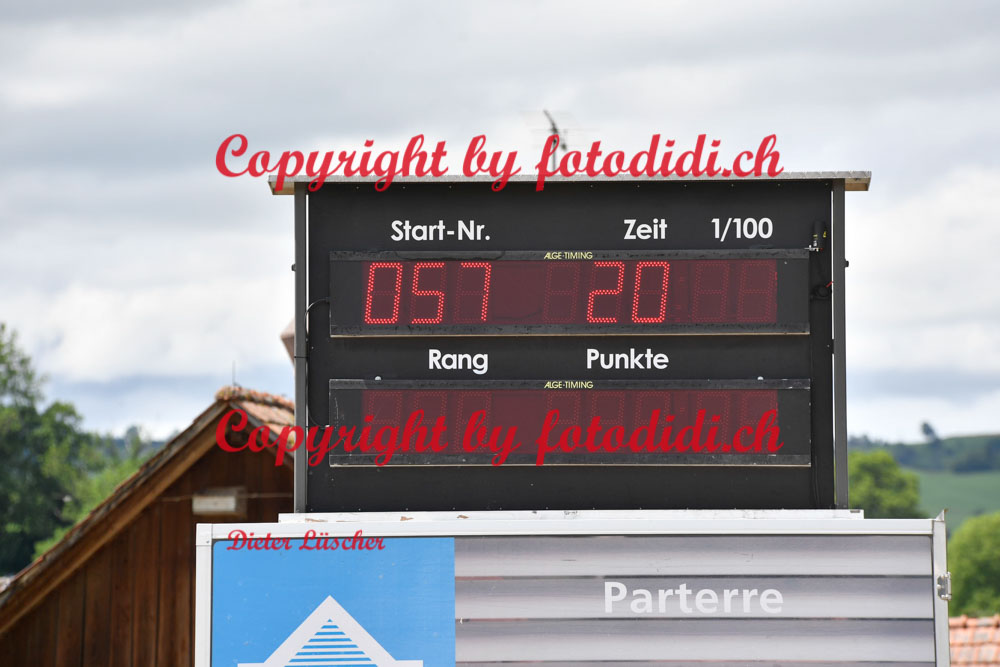 Copyright by fotodidi.ch
Start-Nr. Zeit 1/100
ALGE-TIMING
057 20
Rang Punkte
ALGE-TIMING
Copyright by fotodidi.ch
Dieter Lüscher
Parterre